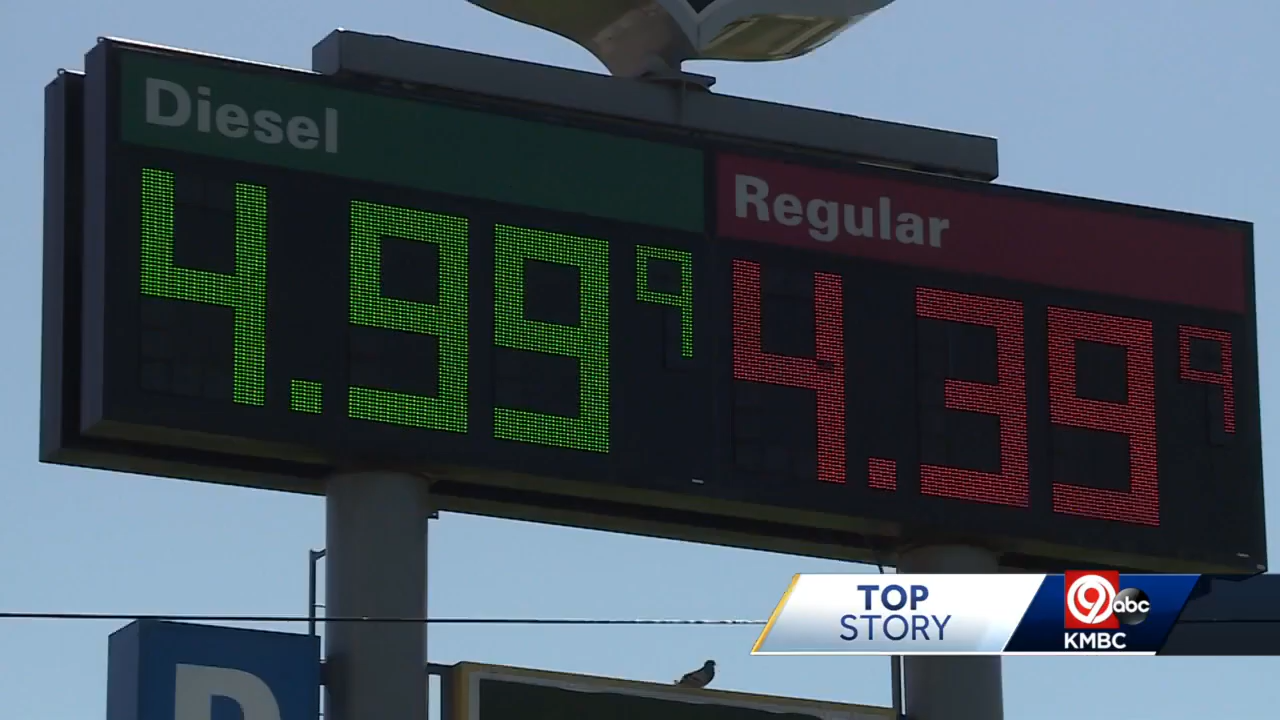 Diesel
Regular
4.99 9
4.39 9
TOP
STORY
9 abc
KMBC
D